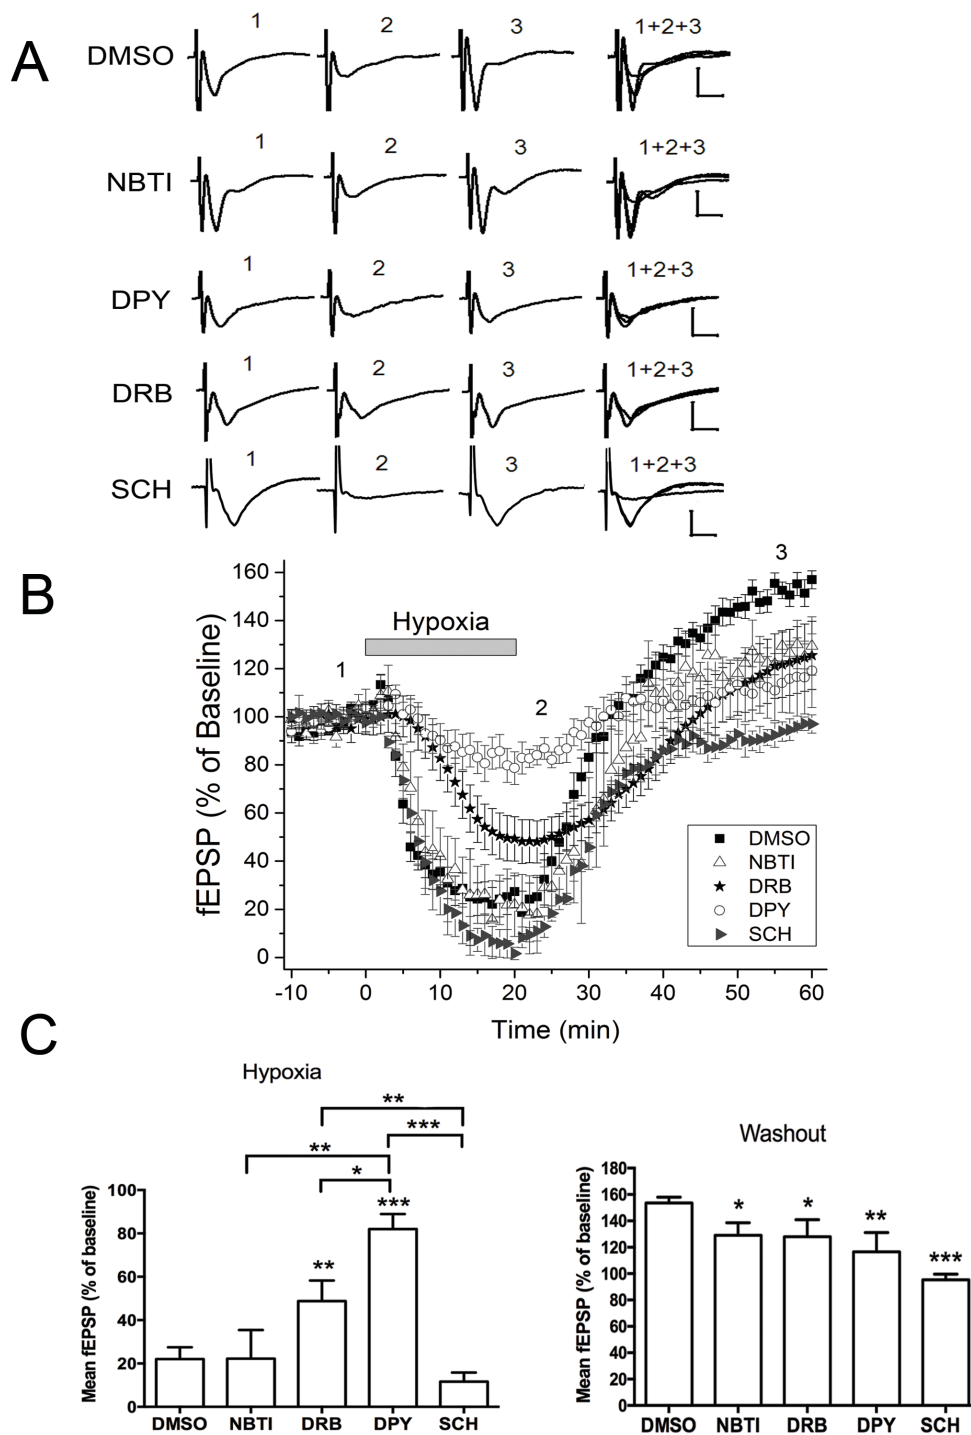 A
DMSO 1 2 3 1+2+3
NBTI 1 2 3 1+2+3
DPY 1 2 3 1+2+3
DRB 1 2 3 1+2+3
SCH 1 2 3 1+2+3
B
fEPSP (% of Baseline)
160
140
120
100
80
60
40
20
0
1
Hypoxia
2
3
DMSO
NBTI
DRB
DPY
SCH
-10 0 10 20 30 40 50 60
Time (min)
C
Hypoxia
**
***
**
*
***
**
Mean fEPSP (% of baseline)
100
80
60
40
20
0
DMSO NBTI DRB DPY SCH
Washout
Mean fEPSP (% of baseline)
180
160
140
120
100
80
60
40
20
0
* * ** ***
DMSO NBTI DRB DPY SCH